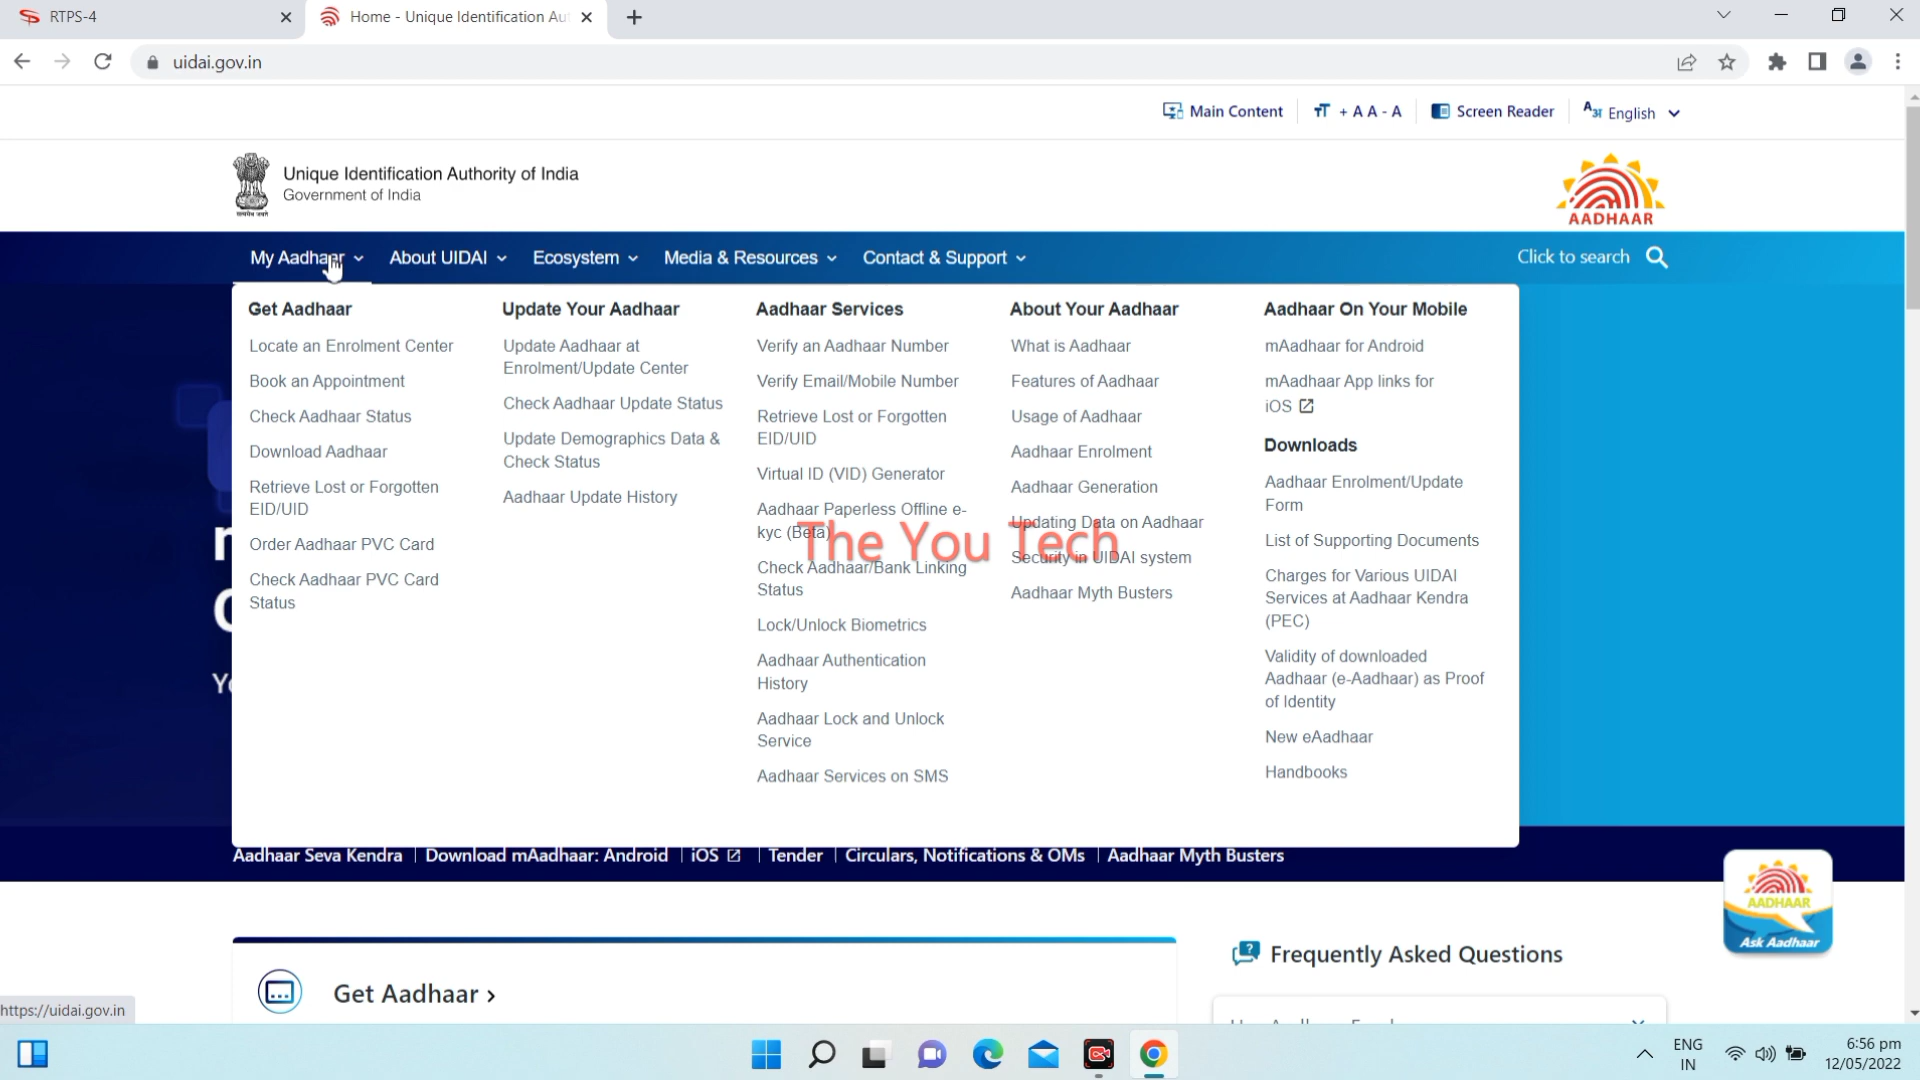 RTPS-4
Home - Unique Identification Au
uidai.gov.in
Main Content
+ A A - A
Screen Reader
English
Unique Identification Authority of India
Government of India
AADHAAR
My Aadhaar
About UIDAI
Ecosystem
Media & Resources
Contact & Support
Click to search
Get Aadhaar
Locate an Enrolment Center
Book an Appointment
Check Aadhaar Status
Download Aadhaar
Retrieve Lost or Forgotten
EID/UID
Order Aadhaar PVC Card
Check Aadhaar PVC Card
Status
Update Your Aadhaar
Update Aadhaar at
Enrolment/Update Center
Check Aadhaar Update Status
Update Demographics Data &
Check Status
Aadhaar Update History
Aadhaar Services
Verify an Aadhaar Number
Verify Email/Mobile Number
Retrieve Lost or Forgotten
EID/UID
Virtual ID (VID) Generator
Aadhaar Paperless Offline e-
kyc (Beta)
Check Aadhaar/Bank Linking
Status
Lock/Unlock Biometrics
Aadhaar Authentication
History
Aadhaar Lock and Unlock
Service
Aadhaar Services on SMS
About Your Aadhaar
What is Aadhaar
Features of Aadhaar
Usage of Aadhaar
Aadhaar Enrolment
Aadhaar Generation
Updating Data on Aadhaar
Security in UIDAI system
Aadhaar Myth Busters
Aadhaar On Your Mobile
mAadhaar for Android
mAadhaar App links for
iOS
Downloads
Aadhaar Enrolment/Update
Form
List of Supporting Documents
Charges for Various UIDAI
Services at Aadhaar Kendra
(PEC)
Validity of downloaded
Aadhaar (e-Aadhaar) as Proof
of Identity
New eAadhaar
Handbooks
The You Tech
Aadhaar Seva Kendra
Download mAadhaar: Android
iOS
Tender
Circulars, Notifications & OMs
Aadhaar Myth Busters
AADHAAR
Ask Aadhaar
Get Aadhaar
Frequently Asked Questions
https://uidai.gov.in
ENG
IN
6:56 pm
12/05/2022